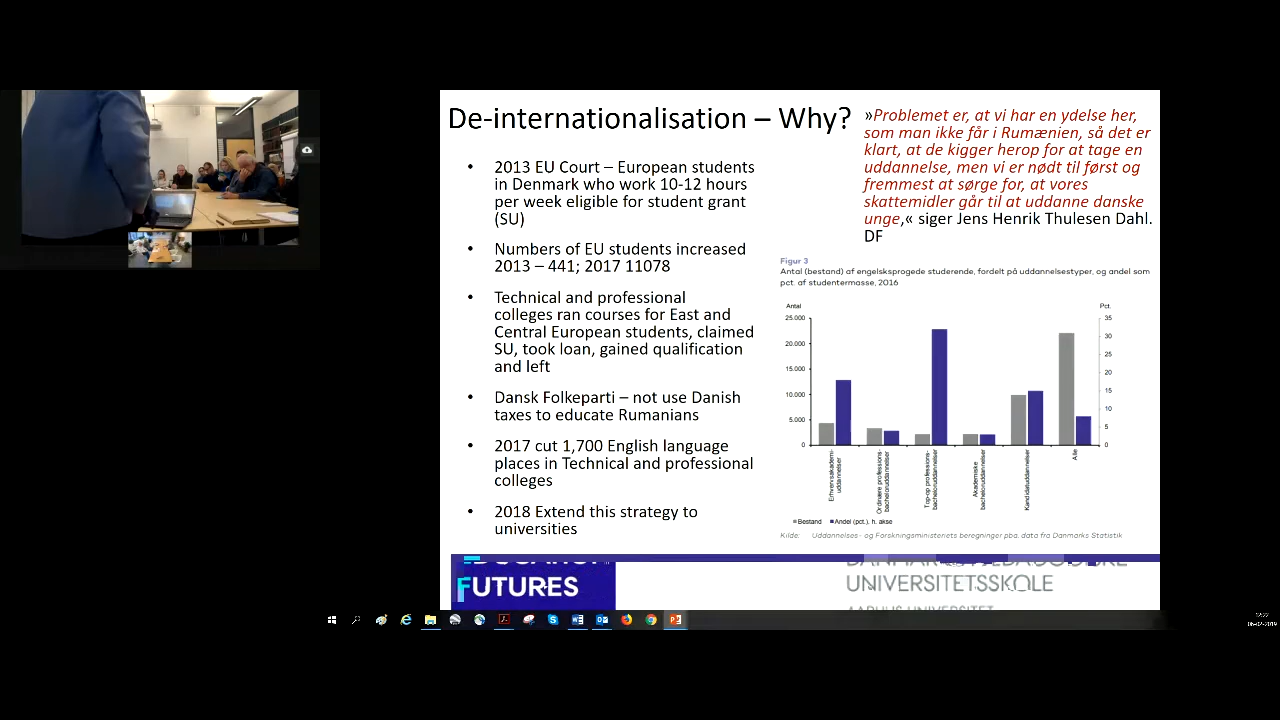 De-internationalisation – Why?
• 2013 EU Court – European students
in Denmark who work 10-12 hours
per week eligible for student grant
(SU)
• Numbers of EU students increased
2013 – 441; 2017 11078
• Technical and professional
colleges ran courses for East and
Central European students, claimed
SU, took loan, gained qualification
and left
• Dansk Folkeparti – not use Danish
taxes to educate Rumanians
• 2017 cut 1,700 English language
places in Technical and professional
colleges
• 2018 Extend this strategy to
universities
»Problemet er, at vi har en ydelse her,
som man ikke får i Rumænien, så det er
klart, at de kigger herop for at tage en
uddannelse, men vi er nødt til først og
fremmest at sørge for, at vores
skattemidler går til at uddanne danske
unge,« siger Jens Henrik Thulesen Dahl.
DF
Figur 3
Antal (bestand) af engelsksprogede studerende, fordelt på uddannelsestyper, og andel som
pct. af studentermasse, 2016
Antal
Pct.
25.000
20.000
15.000
10.000
5.000
0
35
30
25
20
15
10
5
0
Erhvervsakademi-
uddannelser
Ordinære professions-
bacheloruddannelser
Top-op professions-
bacheloruddannelser
Akademiske
bacheloruddannelser
Kandidatuddannelser
Alle
Bestand Andel (pct.), h. akse
Kilde: Uddannelses- og Forskningsministeriets beregninger pba. data fra Danmarks Statistik
FUTURES
UNIVERSITETSSKOLE
AARHUS UNIVERSITET
12:22
06-02-2019